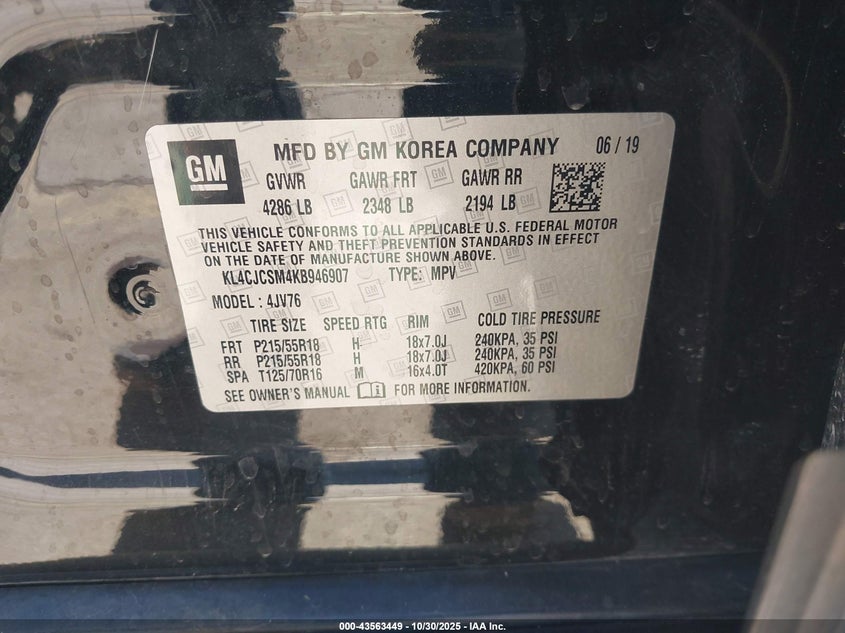 GM MFD BY GM KOREA COMPANY 06 / 19
GVWR GAWR FRT GAWR RR
4286 LB 2348 LB 2194 LB
THIS VEHICLE CONFORMS TO ALL APPLICABLE U.S. FEDERAL MOTOR
VEHICLE SAFETY AND THEFT PREVENTION STANDARDS IN EFFECT
ON THE DATE OF MANUFACTURE SHOWN ABOVE.
KL4CJCSM4KB946907 TYPE: MPV
MODEL : 4JV76
TIRE SIZE SPEED RTG RIM COLD TIRE PRESSURE
FRT P215/55R18 H 18x7.0J 240KPA, 35 PSI
RR P215/55R18 H 18x7.0J 240KPA, 35 PSI
SPA T125/70R16 M 16x4.0T 420KPA, 60 PSI
SEE OWNER'S MANUAL FOR MORE INFORMATION.
000-43563449 - 10/30/2025 - IAA Inc.